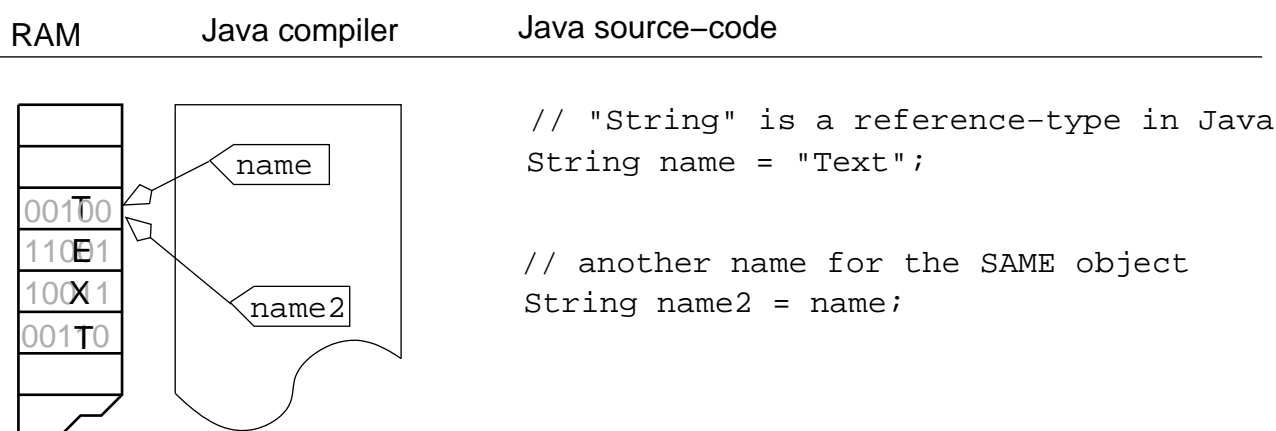 RAM Java compiler Java source−code
// "String" is a reference−type in Java
name
String name = "Text";
00100
T
11001
E
// another name for the SAME object
10011
X
name2
String name2 = name;
00110
T